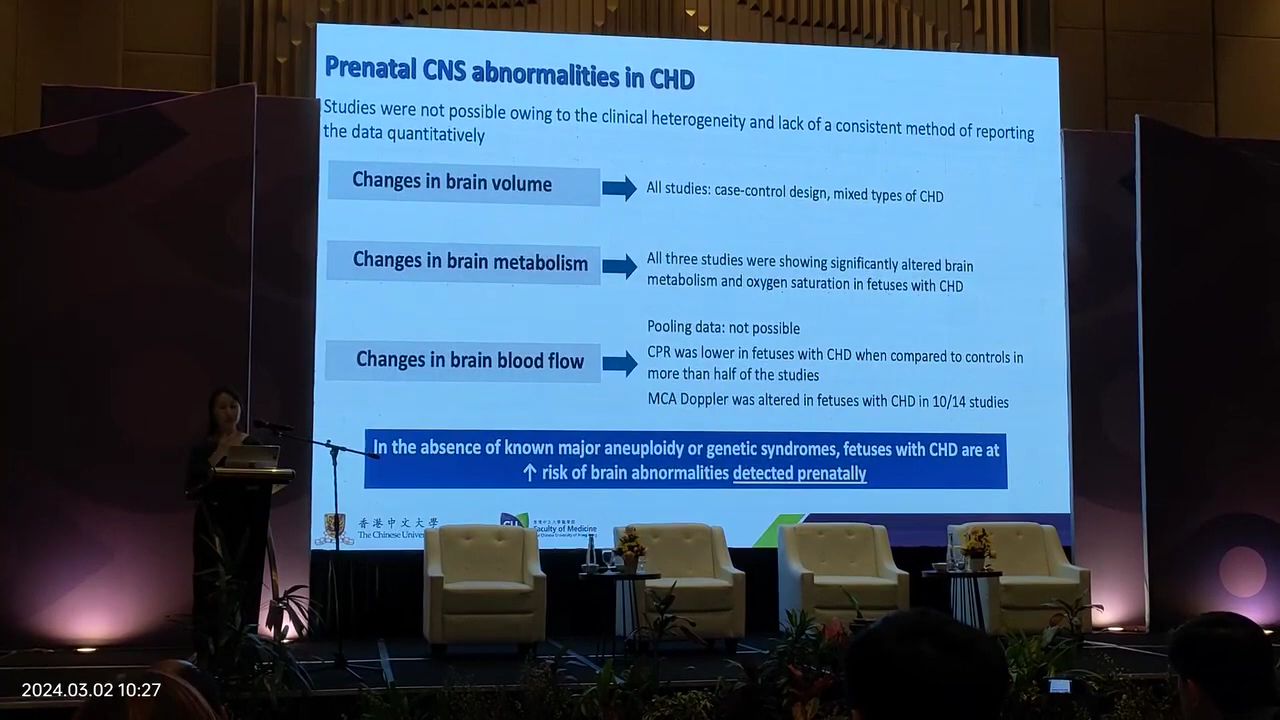 Prenatal CNS abnormalities in CHD
Studies were not possible owing to the clinical heterogeneity and lack of a consistent method of reporting
the data quantitatively
Changes in brain volume
All studies: case-control design, mixed types of CHD
Changes in brain metabolism
All three studies were showing significantly altered brain
metabolism and oxygen saturation in fetuses with CHD
Pooling data: not possible
Changes in brain blood flow
CPR was lower in fetuses with CHD when compared to controls in
more than half of the studies
MCA Doppler was altered in fetuses with CHD in 10/14 studies
In the absence of known major aneuploidy or genetic syndromes, fetuses with CHD are at
↑ risk of brain abnormalities detected prenatally
香港中文大學
The Chinese
Faculty of Medicine
2024.03.02 10:27